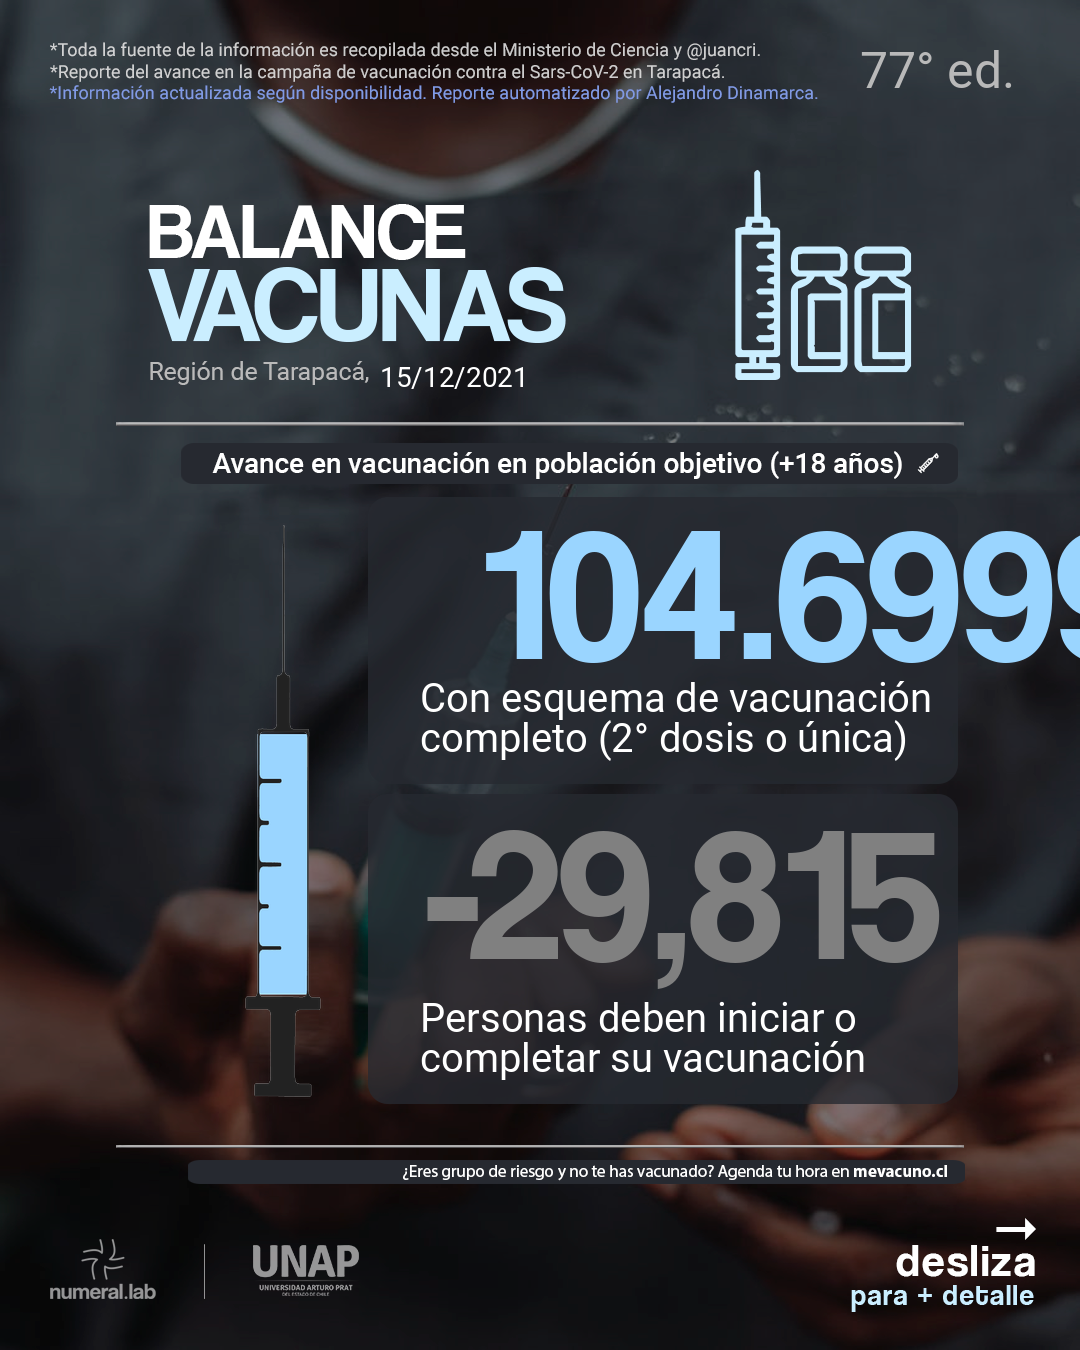 *Toda la fuente de la información es recopilada desde el Ministerio de Ciencia y @juancri.
*Reporte del avance en la campaña de vacunación contra el Sars-CoV-2 en Tarapacá.
*Información actualizada según disponibilidad. Reporte automatizado por Alejandro Dinamarca.
77° ed.
BALANCE
VACUNAS
Región de Tarapacá, 15/12/2021
Avance en vacunación en población objetivo (+18 años)
104.6999
Con esquema de vacunación
completo (2° dosis o única)
-29,815
Personas deben iniciar o
completar su vacunación
¿Eres grupo de riesgo y no te has vacunado? Agenda tu hora en mevacuno.cl
numeral.lab
UNAP
UNIVERSIDAD ARTURO PRAT
DEL ESTADO DE CHILE
desliza
para + detalle